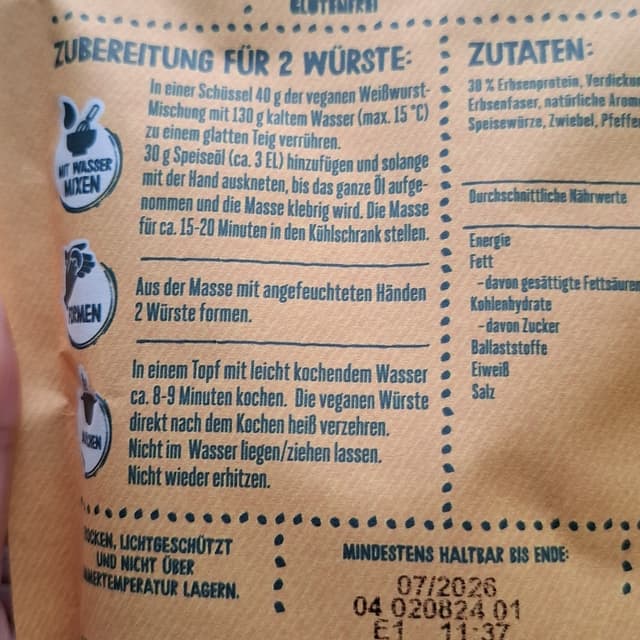 GLUTENFREI
ZUBEREITUNG FÜR 2 WÜRSTE:
In einer Schüssel 40 g der veganen Weißwurst-
Mischung mit 130 g kaltem Wasser (max. 15 °C)
zu einem glatten Teig verrühren.
30 g Speiseöl (ca. 3 EL) hinzufügen und solange
mit der Hand auskneten, bis das ganze Öl aufge-
nommen und die Masse klebrig wird. Die Masse
für ca. 15-20 Minuten in den Kühlschrank stellen.
MIT WASSER
MIXEN
Aus der Masse mit angefeuchteten Händen
2 Würste formen.
In einem Topf mit leicht kochendem Wasser
ca. 8-9 Minuten kochen. Die veganen Würste
direkt nach dem Kochen heiß verzehren.
Nicht im Wasser liegen/ziehen lassen.
Nicht wieder erhitzen.
ZUTATEN:
30 % Erbsenprotein,
Erbsenfaser, natürliche
Speisewürze, Zwiebel,
Durchschnittliche Nährwerte
Energie
Fett
-davon gesättigte Fettsäuren
Kohlenhydrate
-davon Zucker
Ballaststoffe
Eiweiß
Salz
LICHTGESCHÜTZT
UND NICHT ÜBER
LAGERN.
MINDESTENS HALTBAR BIS ENDE:
07/2026
04 020824 01
E1 11:37